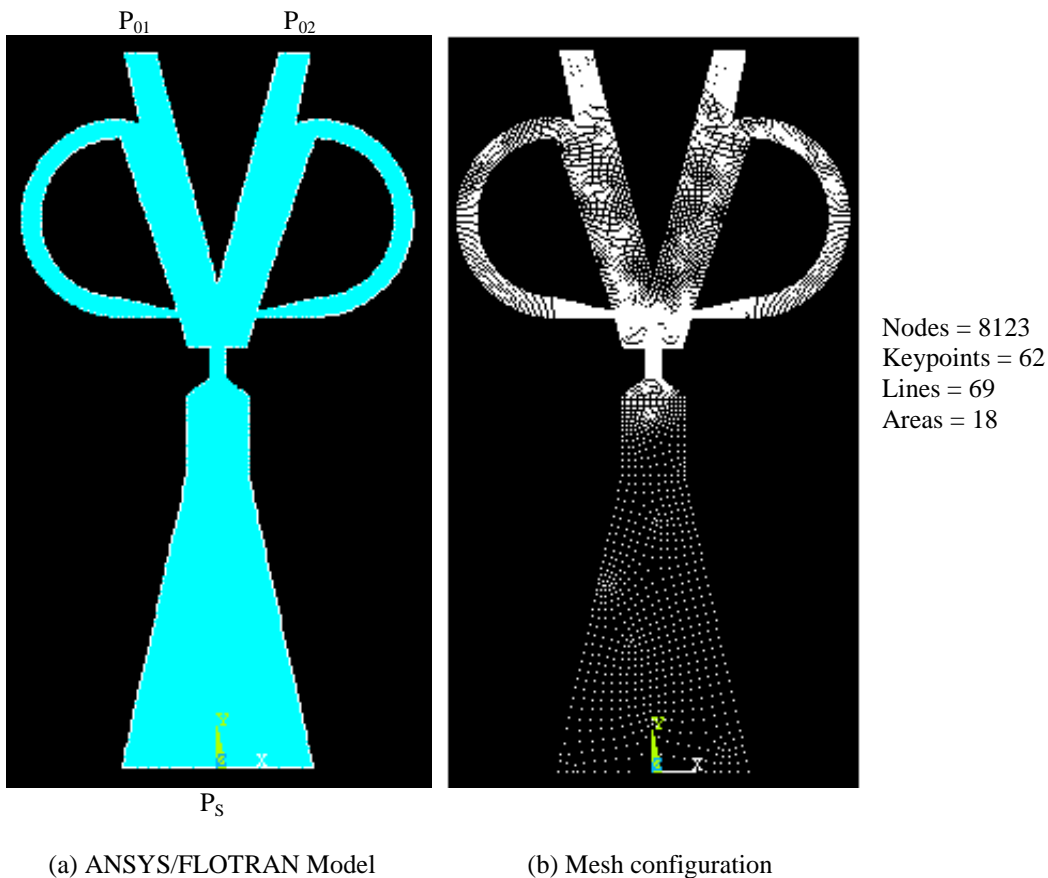 P01 P02
Y
X
Z
Y
X
Z
Nodes = 8123
Keypoints = 62
Lines = 69
Areas = 18
PS
(a) ANSYS/FLOTRAN Model
(b) Mesh configuration